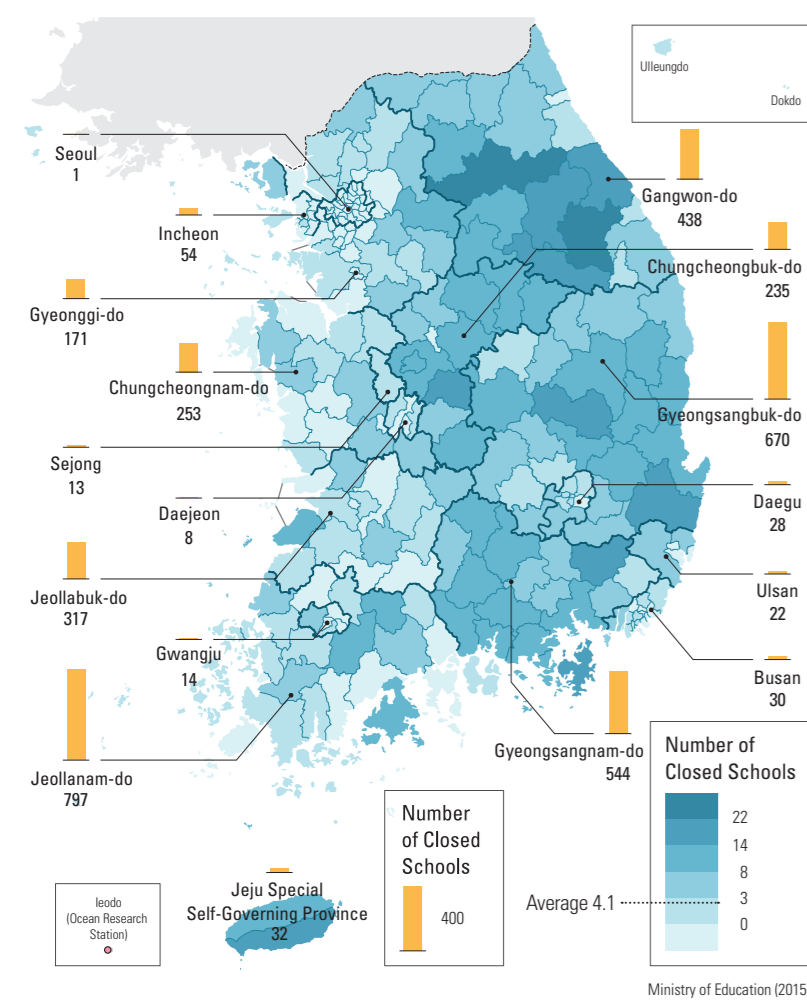 Ulleungdo
Dokdo
Seoul
1
Gangwon-do
438
Incheon
54
Chungcheongbuk-do
235
Gyeonggi-do
171
Chungcheongnam-do
253
Gyeongsangbuk-do
670
Sejong
13
Daejeon
8
Daegu
28
Jeollabuk-do
317
Ulsan
22
Gwangju
14
Busan
30
Jeollanam-do
797
Gyeongsangnam-do
544
Number of
Closed Schools
22
14
8
3
0
Average 4.1
Number
of Closed
Schools
400
Jeju Special
Self-Governing Province
32
Ieodo
(Ocean Research
Station)
Ministry of Education (2015